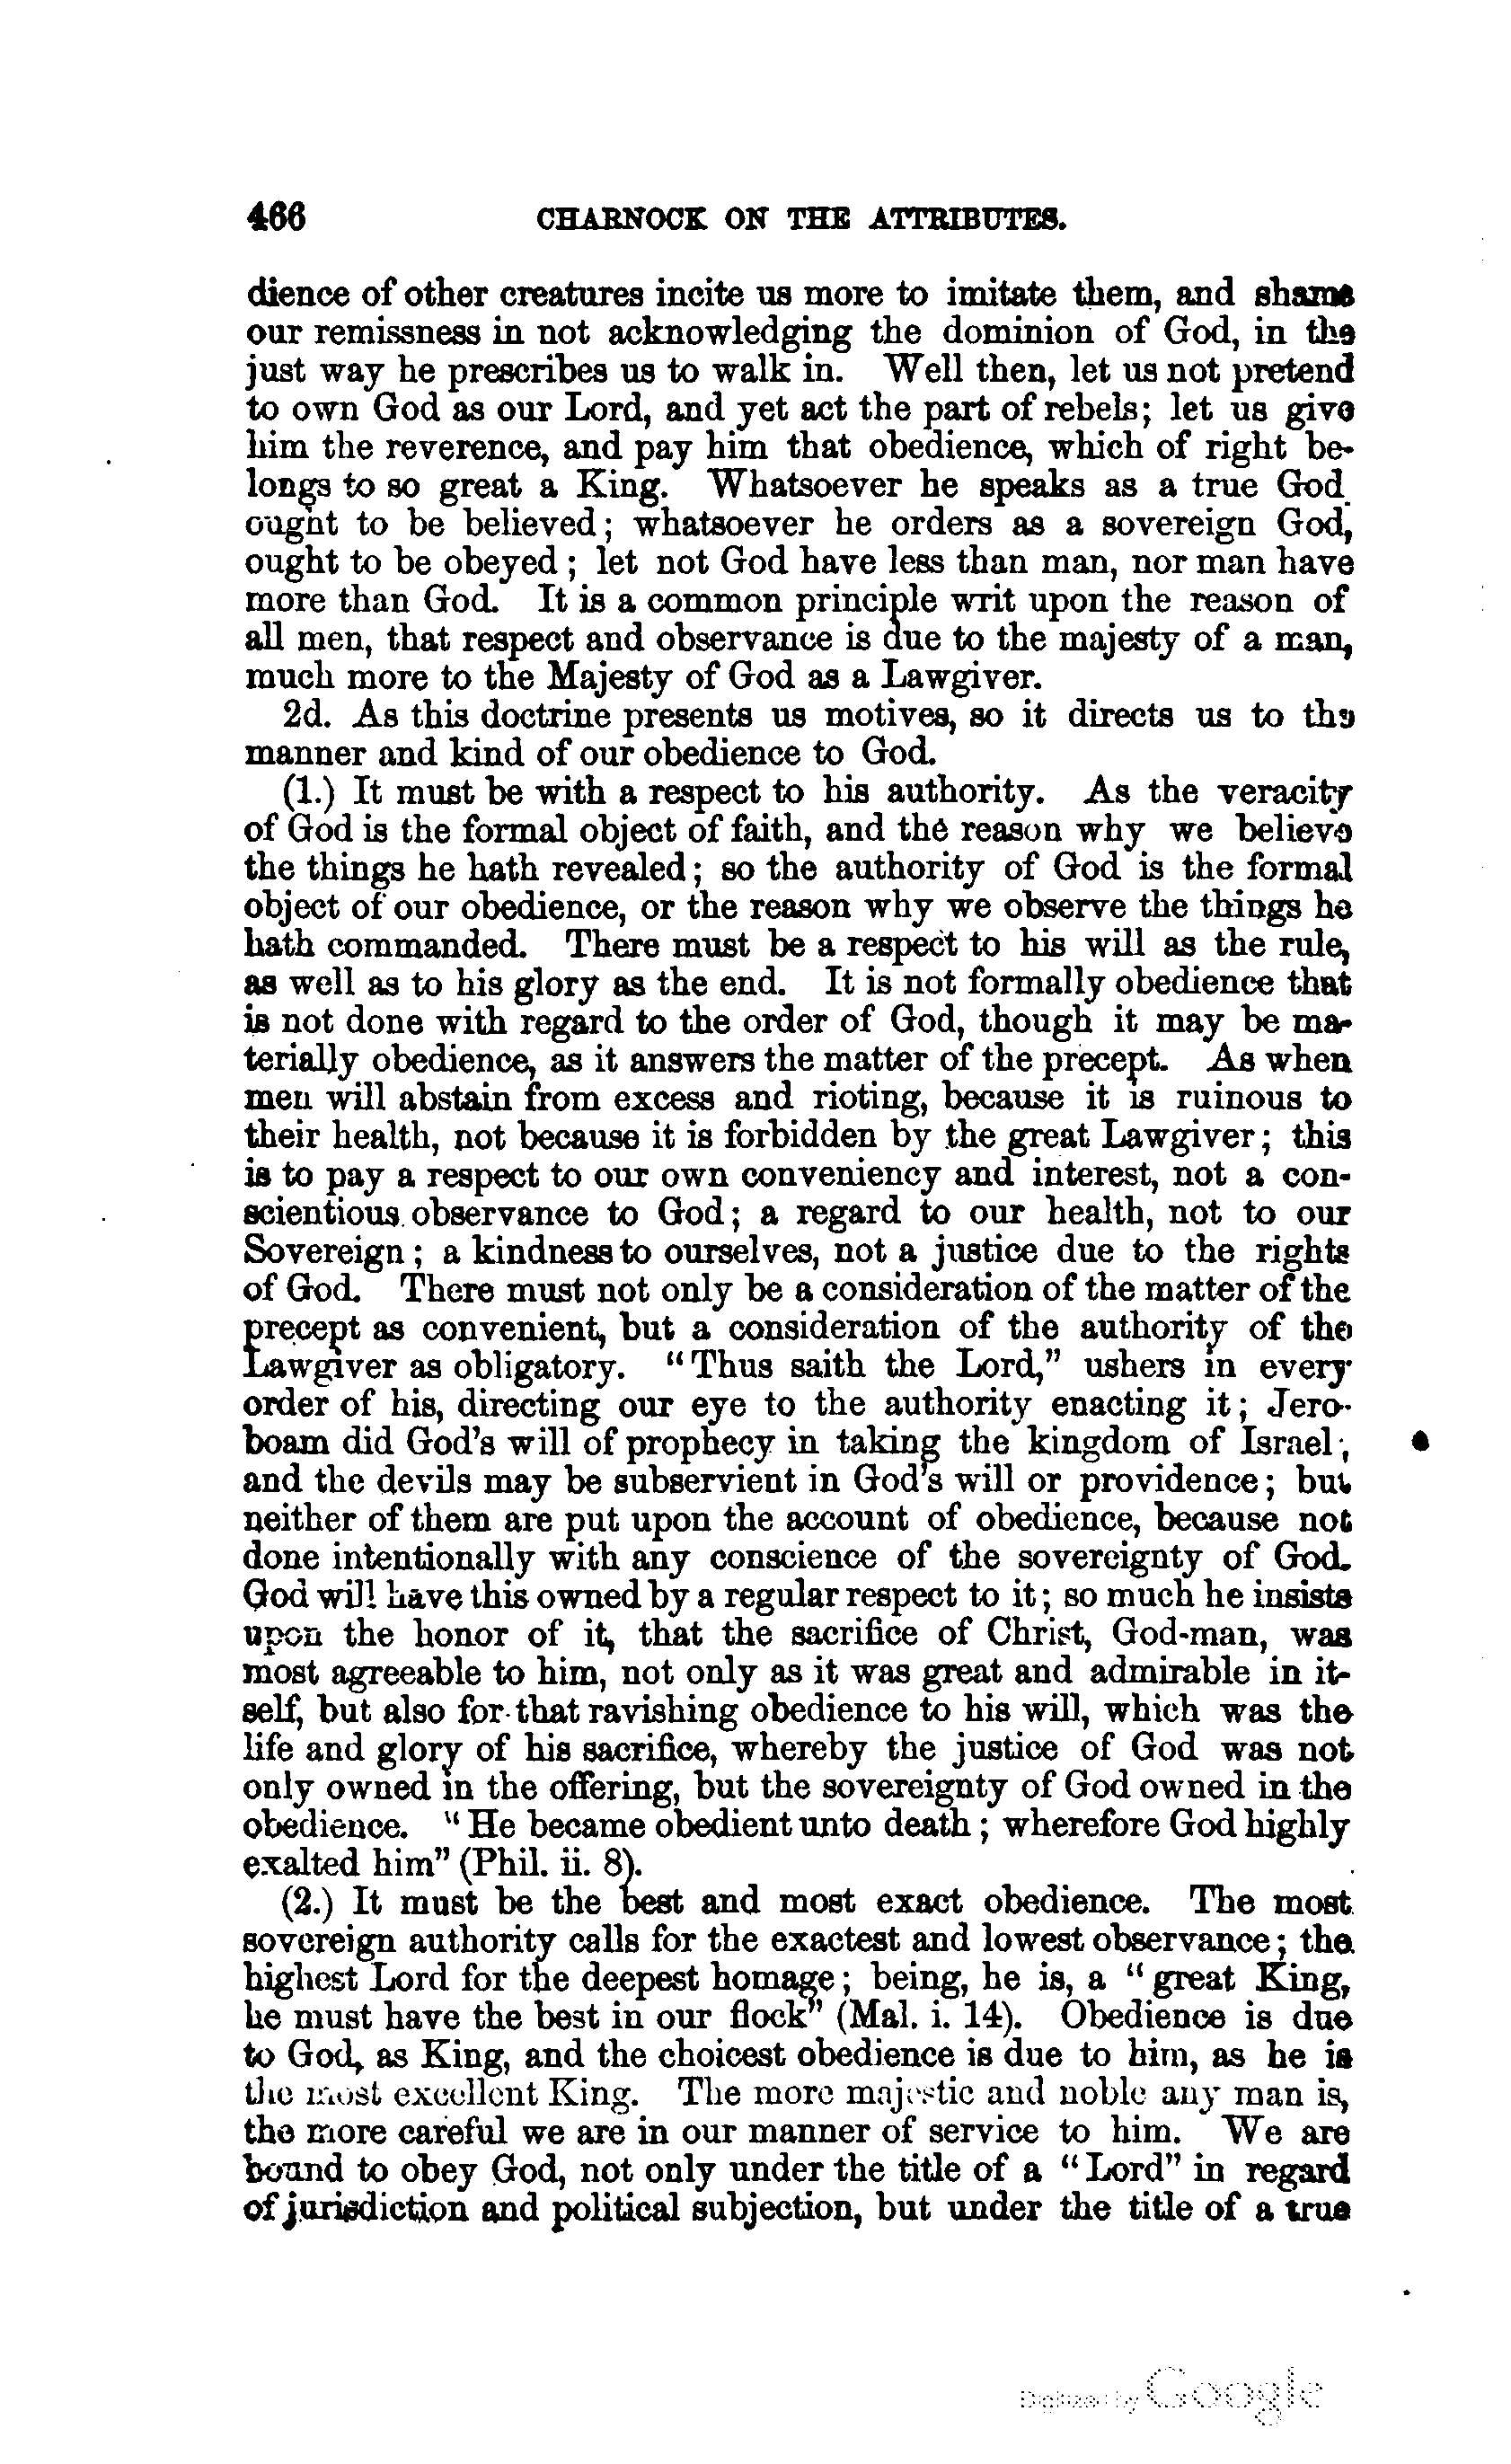 466 CHARNOCK ON THE ATTRIBUTES.
dience of other creatures incite us more to imitate them, and shame
our remissness in not acknowledging the dominion of God, in the
just way he prescribes us to walk in. Well then, let us not pretend
to own God as our Lord, and yet act the part of rebels; let us give
him the reverence, and pay him that obedience, which of right be-
longs to so great a King. Whatsoever he speaks as a true God
ought to be believed; whatsoever he orders as a sovereign God,
ought to be obeyed; let not God have less than man, nor man have
more than God. It is a common principle writ upon the reason of
all men, that respect and observance is due to the majesty of a man,
much more to the Majesty of God as a Lawgiver.
2d. As this doctrine presents us motives, so it directs us to the
manner and kind of our obedience to God.
(1.) It must be with a respect to his authority. As the veracity
of God is the formal object of faith, and the reason why we believe
the things he hath revealed; so the authority of God is the formal
object of our obedience, or the reason why we observe the things he
hath commanded. There must be a respect to his will as the rule,
as well as to his glory as the end. It is not formally obedience that
is not done with regard to the order of God, though it may be ma-
terially obedience, as it answers the matter of the precept. As when
men will abstain from excess and rioting, because it is ruinous to
their health, not because it is forbidden by the great Lawgiver; this
is to pay a respect to our own conveniency and interest, not a con-
scientious observance to God; a regard to our health, not to our
Sovereign; a kindness to ourselves, not a justice due to the rights
of God. There must not only be a consideration of the matter of the
precept as convenient, but a consideration of the authority of the
Lawgiver as obligatory. "Thus saith the Lord," ushers in every
order of his, directing our eye to the authority enacting it; Jero-
boam did God's will of prophecy in taking the kingdom of Israel;
and the devils may be subservient in God's will or providence; but
neither of them are put upon the account of obedience, because not
done intentionally with any conscience of the sovereignty of God.
God will have this owned by a regular respect to it; so much he insists
upon the honor of it, that the sacrifice of Christ, God-man, was
most agreeable to him, not only as it was great and admirable in it-
self, but also for that ravishing obedience to his will, which was the
life and glory of his sacrifice, whereby the justice of God was not
only owned in the offering, but the sovereignty of God owned in the
obedience. "He became obedient unto death; wherefore God highly
exalted him" (Phil. ii. 8).
(2.) It must be the best and most exact obedience. The most
sovereign authority calls for the exactest and lowest observance; the
highest Lord for the deepest homage; being, he is, a "great King,
he must have the best in our flock" (Mal. i. 14). Obedience is due
to God, as King, and the choicest obedience is due to him, as he is
the most excellent King. The more majestic and noble any man is,
the more careful we are in our manner of service to him. We are
bound to obey God, not only under the title of a "Lord" in regard
of jurisdiction and political subjection, but under the title of a true
Digitized by Google